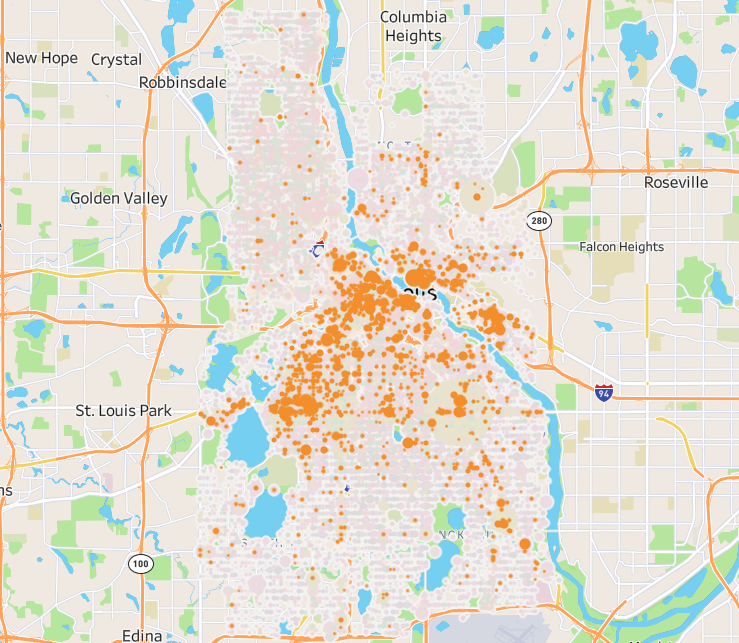 Columbia
Heights
New Hope
Crystal
Robbinsdale
Roseville
Golden Valley
280
Falcon Heights
94
St. Louis Park
100
Edina